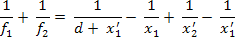 1/f₁ + 1/f₂ = 1/(d + x₁′) − 1/x₁ + 1/x₂′ − 1/x₁′